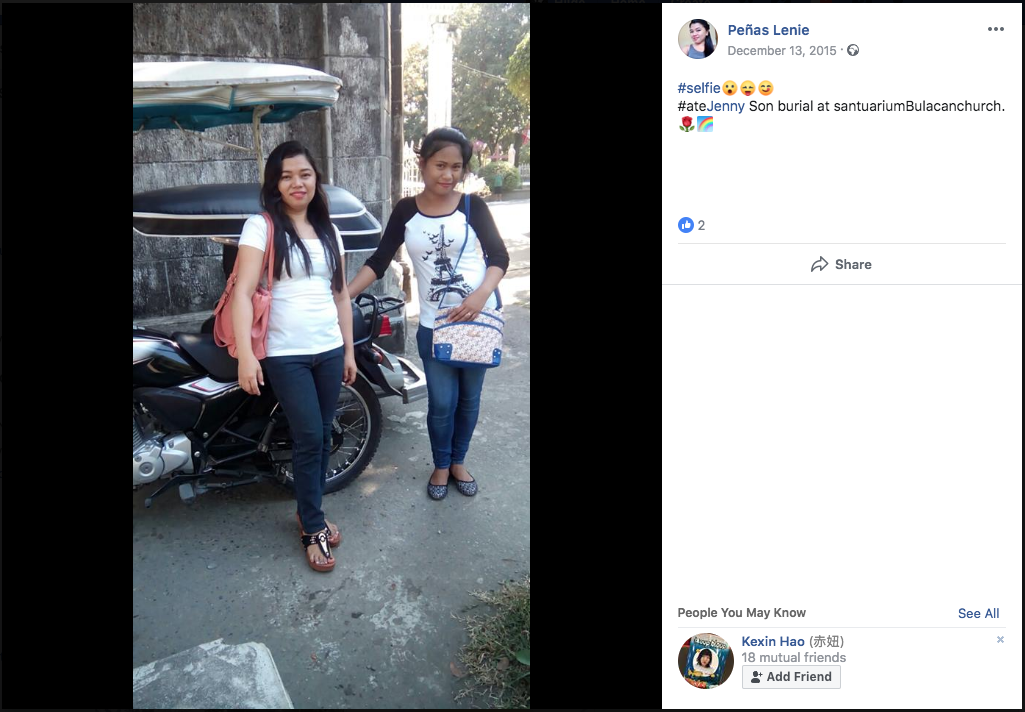 Peñas Lenie
December 13, 2015 ·
#selfie😮😝😋
#ateJenny Son burial at santuariumBulacanchurch.
🌹🌈
2
Share
People You May Know
See All
Kexin Hao (赤妞)
18 mutual friends
Add Friend